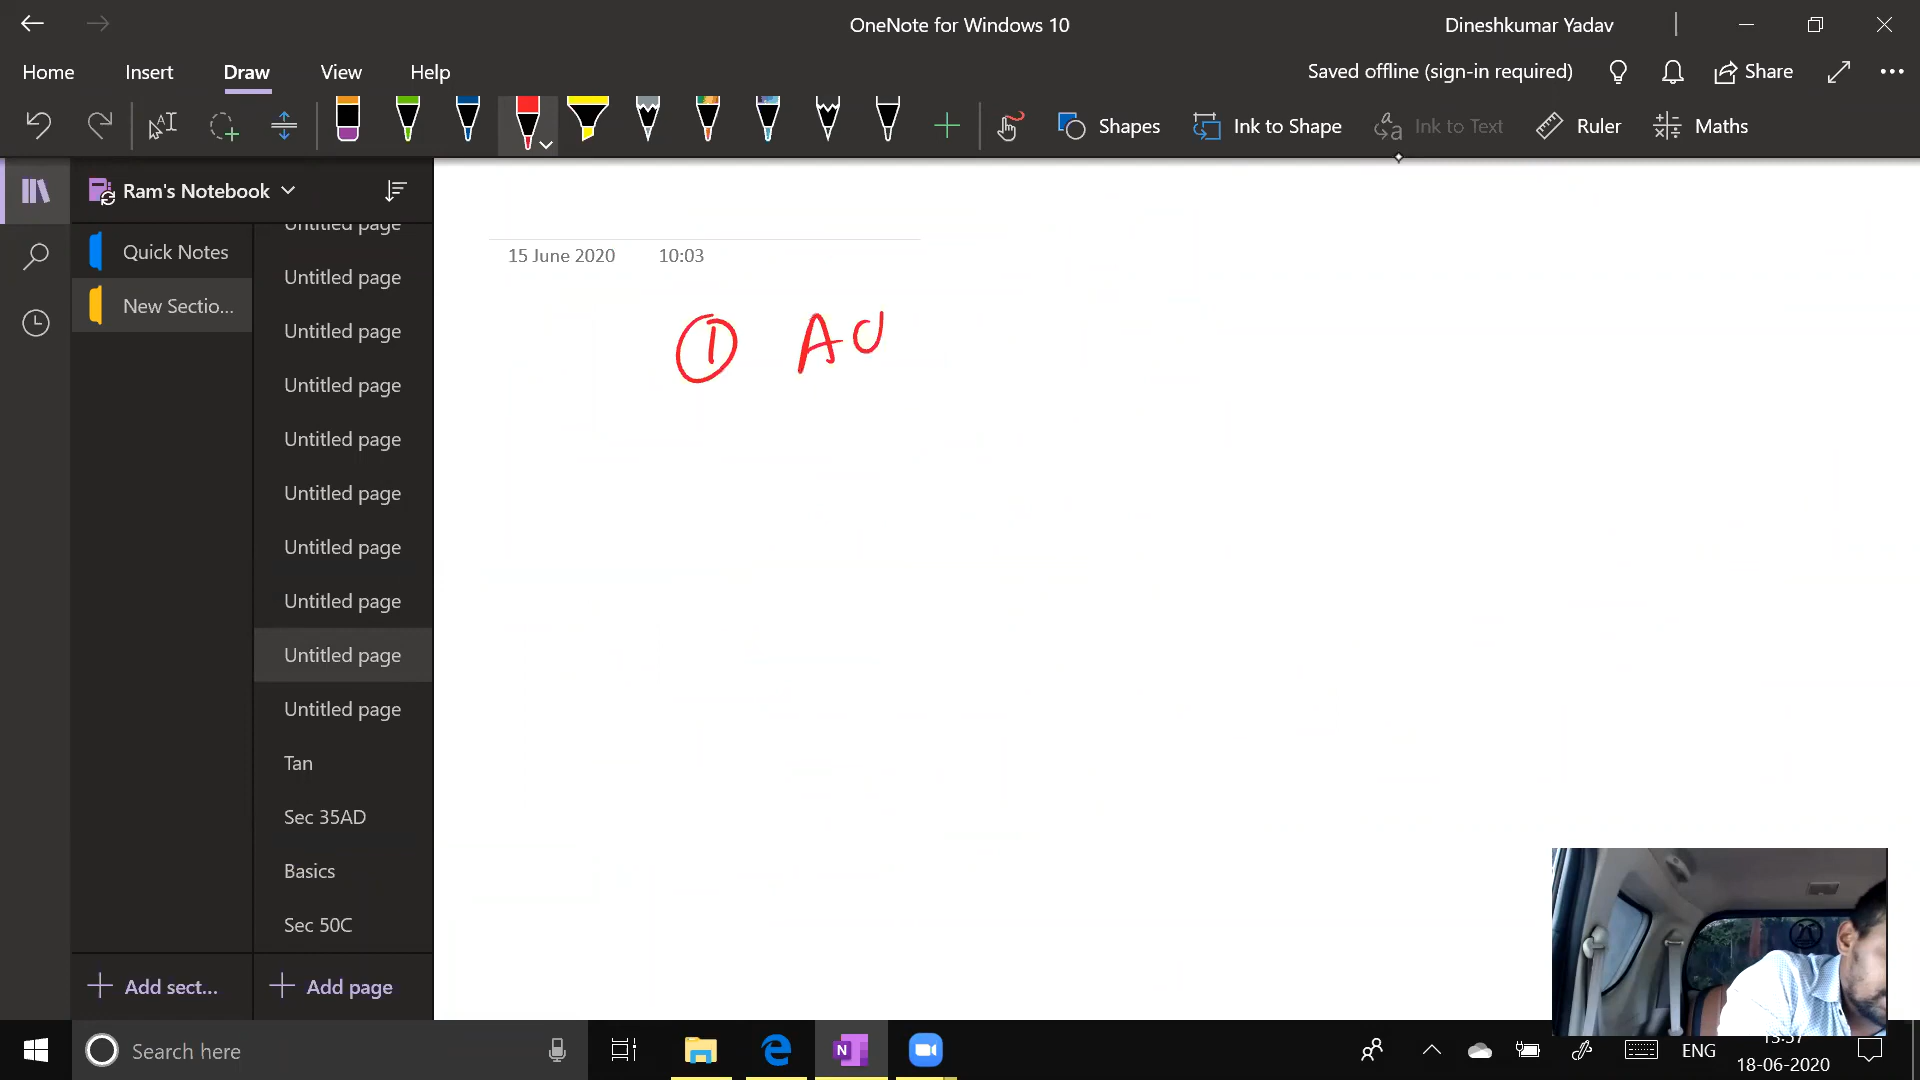 OneNote for Windows 10
Dineshkumar Yadav
Home Insert Draw View Help
Saved offline (sign-in required)
Share
Shapes
Ink to Shape
Ink to Text
Ruler
Maths
Ram's Notebook
Quick Notes
New Sectio...
Untitled page
Untitled page
Untitled page
Untitled page
Untitled page
Untitled page
Untitled page
Untitled page
Untitled page
Untitled page
Tan
Sec 35AD
Basics
Sec 50C
Add sect...
Add page
15 June 2020 10:03
① A
Search here
ENG
18-06-2020